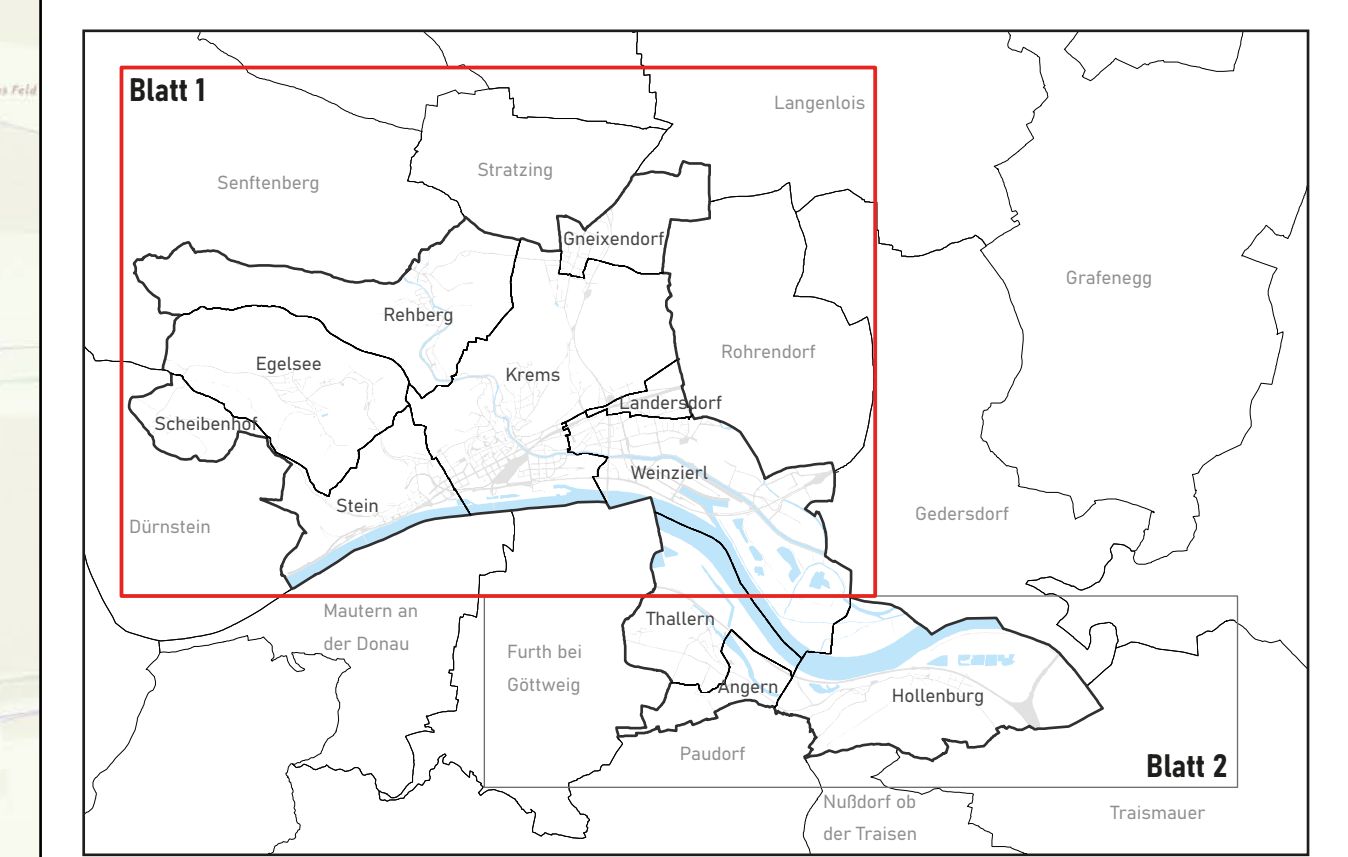 s Feld
Blatt 1
Langenlois
Stratzing
Senftenberg
Gneixendorf
Grafenegg
Rehberg
Rohrendorf
Egelsee
Krems
Landersdorf
Scheibenhof
Weinzierl
Stein
Gedersdorf
Dürnstein
Mautern an
der Donau
Thallern
Furth bei
Göttweig
Angern
Hollenburg
Paudorf
Blatt 2
Nußdorf ob
der Traisen
Traismauer